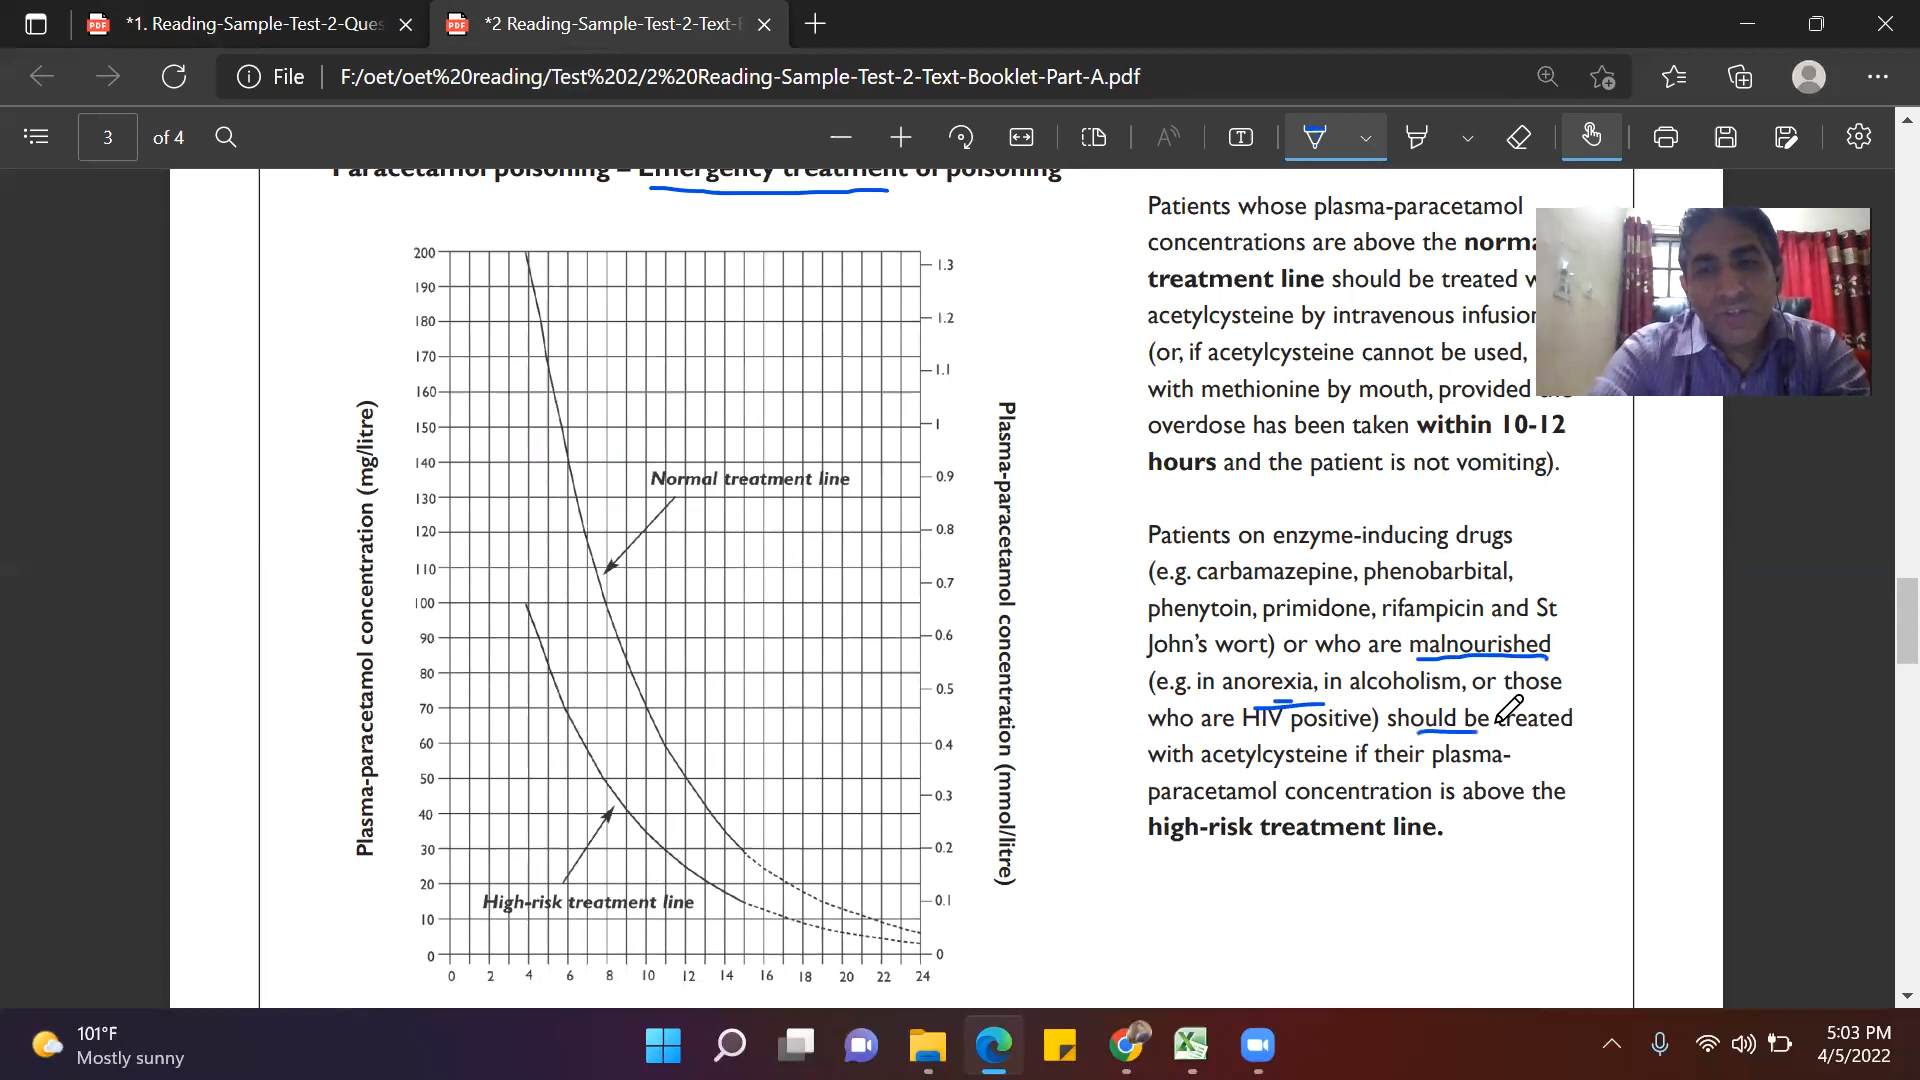 *1. Reading-Sample-Test-2-Ques
*2 Reading-Sample-Test-2-Text-
File
F:/oet/oet%20reading/Test%202/2%20Reading-Sample-Test-2-Text-Booklet-Part-A.pdf
3 of 4
Paracetamol poisoning – Emergency treatment of poisoning
Plasma-paracetamol concentration (mg/litre)
200
190
180
170
160
150
140
130
120
110
100
90
80
70
60
50
40
30
20
10
0
Normal treatment line
High-risk treatment line
0 2 4 6 8 10 12 14 16 18 20 22 24
1.3
1.2
1.1
1
0.9
0.8
0.7
0.6
0.5
0.4
0.3
0.2
0.1
0
Plasma-paracetamol concentration (mmol/litre)
Patients whose plasma-paracetamol
concentrations are above the norma
treatment line should be treated
acetylcysteine by intravenous infusion
(or, if acetylcysteine cannot be used,
with methionine by mouth, provided
overdose has been taken within 10-12
hours and the patient is not vomiting).
Patients on enzyme-inducing drugs
(e.g. carbamazepine, phenobarbital,
phenytoin, primidone, rifampicin and St
John's wort) or who are malnourished
(e.g. in anorexia, in alcoholism, or those
who are HIV positive) should be treated
with acetylcysteine if their plasma-
paracetamol concentration is above the
high-risk treatment line.
101°F
Mostly sunny
5:03 PM
4/5/2022